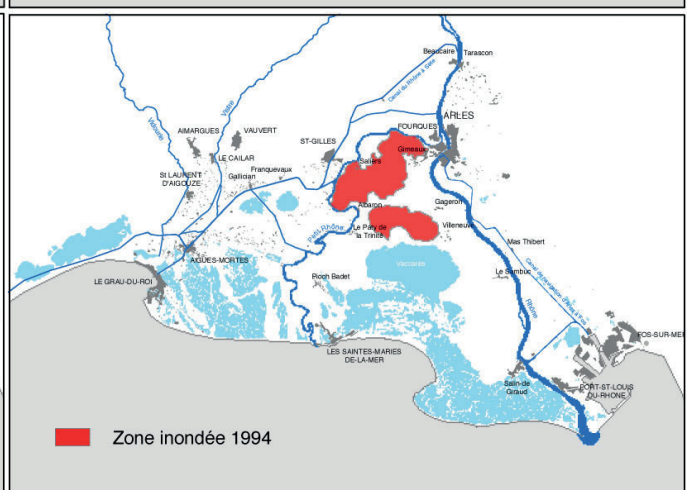 Beaucaire
Tarascon
Canal du Rhône à Sète
ARLES
Vidourle
Vistre
FOURQUES
AIMARGUES
VAUVERT
ST-GILLES
Gimeaux
LE CAILAR
Saliers
Gallician
Franquevaux
St LAURENT
D'AIGOUZE
Albaron
Gageron
Petit Rhône
Le Paty de
la Trinité
Villeneuve
Mas Thibert
AIGUES-MORTES
Vaccarès
Le Sambuc
LE GRAU-DU-ROI
Pioch Badet
Rhône
FOS-SUR-MER
LES SAINTES-MARIES
DE-LA-MER
Salin-de
Giraud
PORT-ST-LOUIS
DU-RHONE
Zone inondée 1994